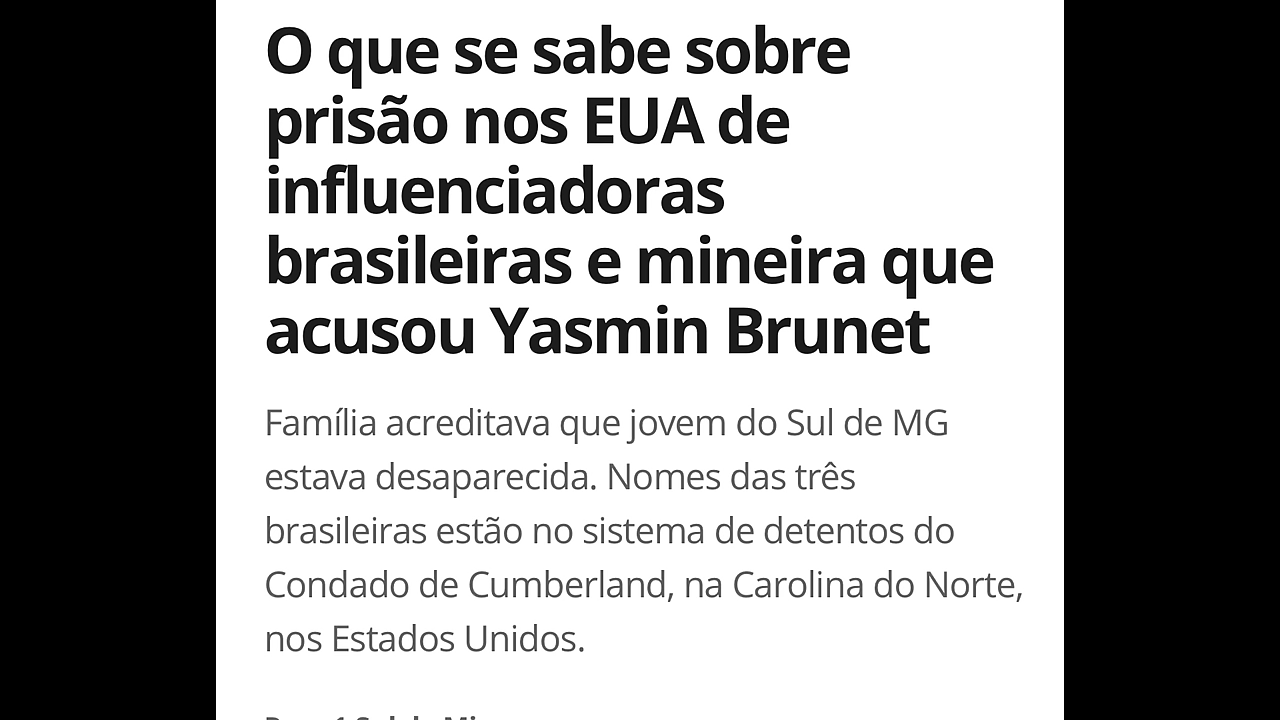 O que se sabe sobre
prisão nos EUA de
influenciadoras
brasileiras e mineira que
acusou Yasmin Brunet
Família acreditava que jovem do Sul de MG
estava desaparecida. Nomes das três
brasileiras estão no sistema de detentos do
Condado de Cumberland, na Carolina do Norte,
nos Estados Unidos.